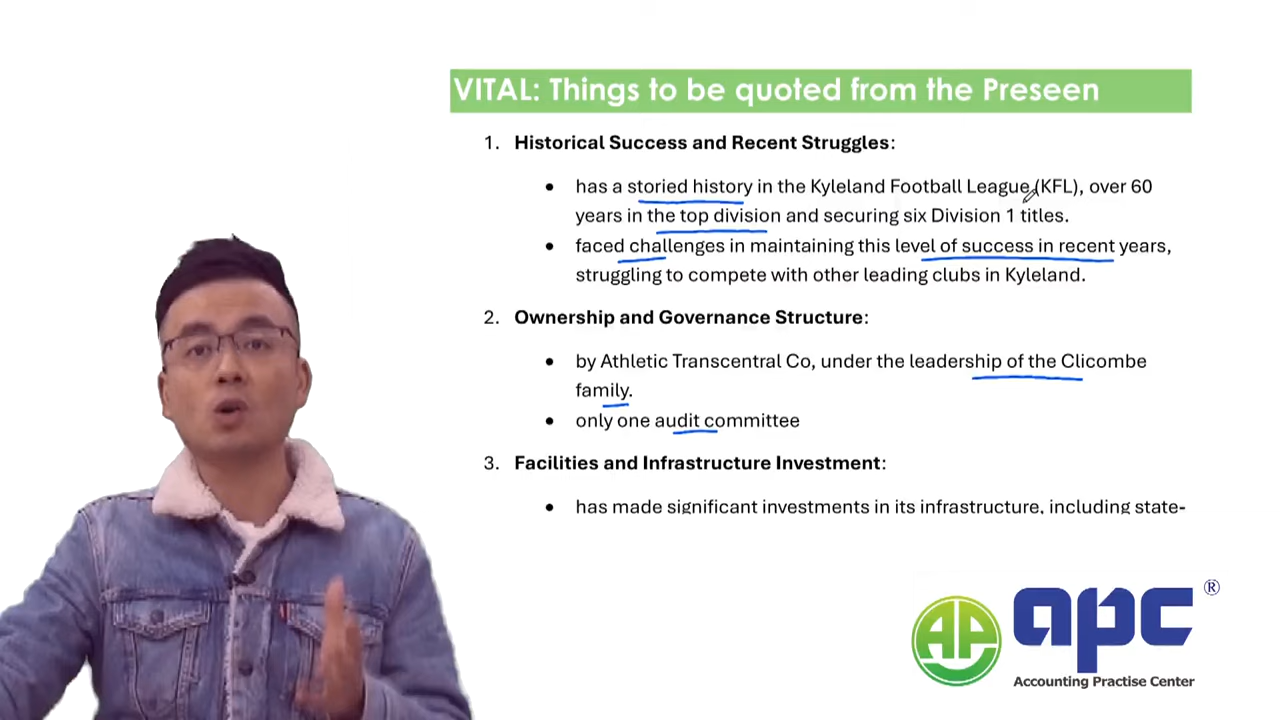 VITAL: Things to be quoted from the Preseen
1. Historical Success and Recent Struggles:
• has a storied history in the Kyleland Football League (KFL), over 60
years in the top division and securing six Division 1 titles.
• faced challenges in maintaining this level of success in recent years,
struggling to compete with other leading clubs in Kyleland.
2. Ownership and Governance Structure:
• by Athletic Transcentral Co, under the leadership of the Clicombe
family.
• only one audit committee
3. Facilities and Infrastructure Investment:
• has made significant investments in its infrastructure, including state-
AP
apc®
Accounting Practise Center